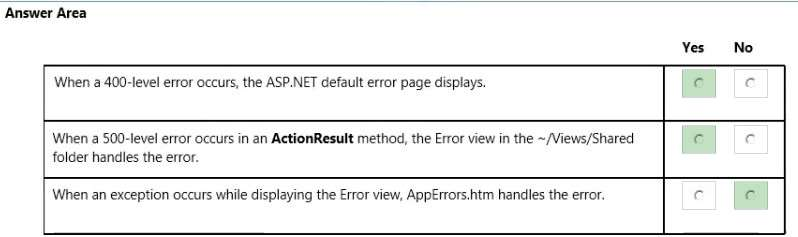 Answer Area
Yes No
When a 400-level error occurs, the ASP.NET default error page displays.
When a 500-level error occurs in an ActionResult method, the Error view in the ~/Views/Shared
folder handles the error.
When an exception occurs while displaying the Error view, AppErrors.htm handles the error.